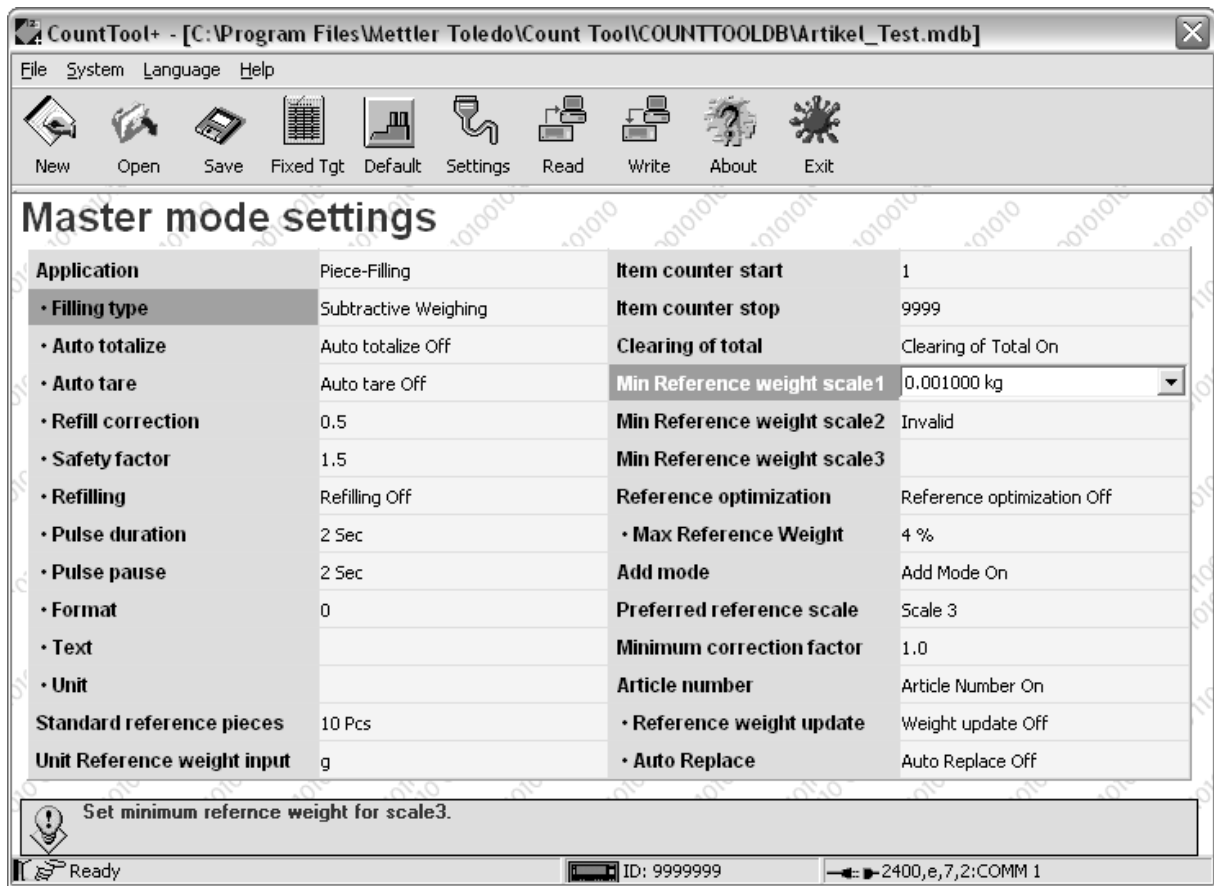 CountTool+ - [C:\Program Files\Mettler Toledo\Count Tool\COUNTTOOLDB\Artikel_Test.mdb]
File System Language Help
New Open Save Fixed Tgt Default Settings Read Write About Exit
Master mode settings
Application Piece-Filling Item counter start 1
• Filling type Subtractive Weighing Item counter stop 9999
• Auto totalize Auto totalize Off Clearing of total Clearing of Total On
• Auto tare Auto tare Off Min Reference weight scale1 0.001000 kg
• Refill correction 0.5 Min Reference weight scale2 Invalid
• Safety factor 1.5 Min Reference weight scale3
• Refilling Refilling Off Reference optimization Reference optimization Off
• Pulse duration 2 Sec • Max Reference Weight 4 %
• Pulse pause 2 Sec Add mode Add Mode On
• Format 0 Preferred reference scale Scale 3
• Text Minimum correction factor 1.0
• Unit Article number Article Number On
Standard reference pieces 10 Pcs • Reference weight update Weight update Off
Unit Reference weight input g • Auto Replace Auto Replace Off
Set minimum refernce weight for scale3.
Ready ID: 9999999 2400,e,7,2:COMM 1